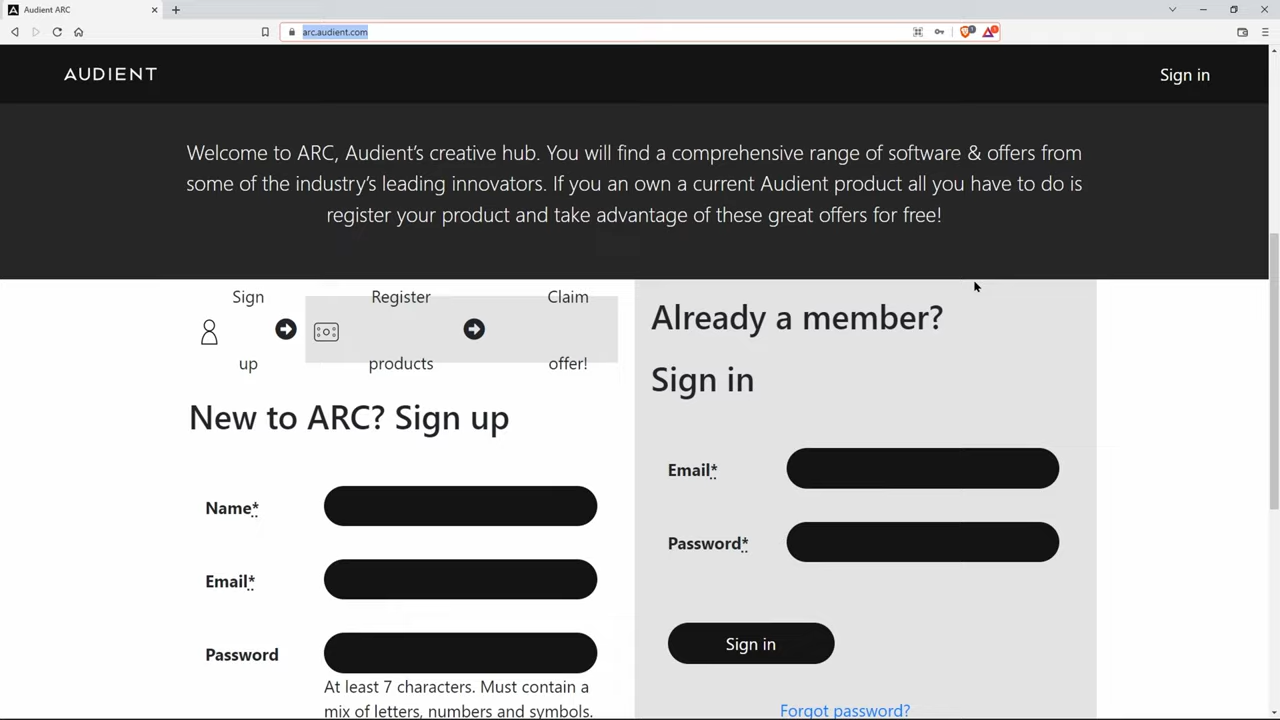 Audient ARC
arc.audient.com
AUDIENT
Sign in
Welcome to ARC, Audient's creative hub. You will find a comprehensive range of software & offers from
some of the industry's leading innovators. If you an own a current Audient product all you have to do is
register your product and take advantage of these great offers for free!
Sign
up
Register
products
Claim
offer!
New to ARC? Sign up
Name*
Email*
Password
At least 7 characters. Must contain a
mix of letters, numbers and symbols.
Already a member?
Sign in
Email*
Password*
Sign in
Forgot password?